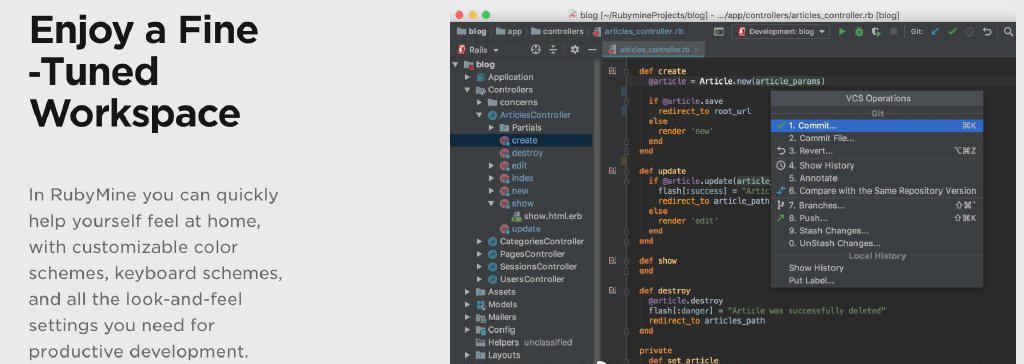 Enjoy a Fine
-Tuned
Workspace
In RubyMine you can quickly
help yourself feel at home,
with customizable color
schemes, keyboard schemes,
and all the look-and-feel
settings you need for
productive development.
blog [~/RubymineProjects/blog] - .../app/controllers/articles_controller.rb [blog]
blog app controllers articles_controller.rb Development: blog Git:
Rails
articles_controller.rb
blog
Application
Controllers
concerns
ArticlesController
Partials
create
destroy
edit
index
new
show
show.html.erb
update
CategoriesController
PagesController
SessionsController
UsersController
Assets
Models
Mailers
Config
Helpers unclassified
Layouts
def create
@article = Article.new(article_params)
if @article.save
redirect_to root_url
else
render 'new'
end
end
def update
if @article.update(article_
flash[:success] = "Artic
redirect_to article_path
else
render 'edit'
end
end
def show
end
def destroy
@article.destroy
flash[:danger] = "Article was successfully deleted"
redirect_to articles_path
end
private
def set_article
VCS Operations
Git
1. Commit... ⌘K
2. Commit File...
3. Revert... ⌥⌘Z
4. Show History
5. Annotate
6. Compare with the Same Repository Version
7. Branches... ⇧⌘`
8. Push... ⇧⌘K
9. Stash Changes...
0. UnStash Changes...
Local History
Show History
Put Label...